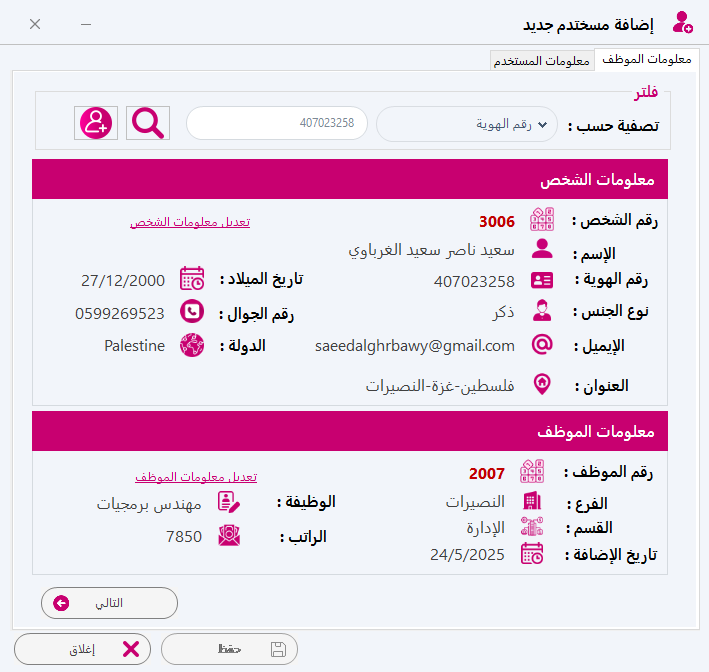 إضافة مسختدم جديد
معلومات الموظف
معلومات المستخدم
فلتر
تصفية حسب :
رقم الهوية
407023258
معلومات الشخص
رقم الشخص :
3006
تعديل معلومات الشخص
الإسم :
سعيد ناصر سعيد الغرباوي
رقم الهوية :
407023258
تاريخ الميلاد :
27/12/2000
نوع الجنس :
ذكر
رقم الجوال :
0599269523
الإيميل :
saeedalghrbawy@gmail.com
الدولة :
Palestine
العنوان :
فلسطين-غزة-النصيرات
معلومات الموظف
رقم الموظف :
2007
تعديل معلومات الموظف
الفرع :
النصيرات
الوظيفة :
مهندس برمجيات
القسم :
الإدارة
الراتب :
7850
تاريخ الإضافة :
24/5/2025
التالي
حفظ
إغلاق